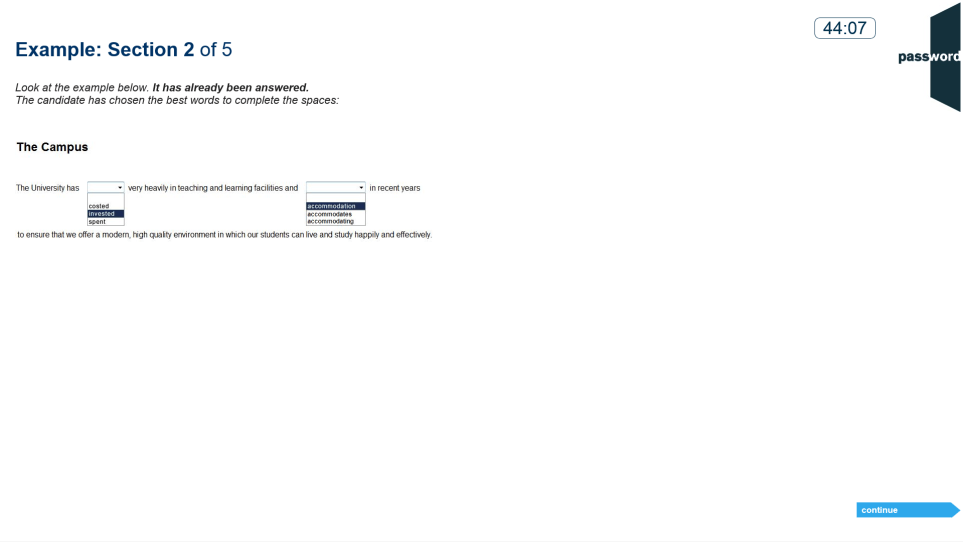 44:07
password
Example: Section 2 of 5
Look at the example below. It has already been answered.
The candidate has chosen the best words to complete the spaces:
The Campus
The University has very heavily in teaching and learning facilities and in recent years
costed
invested
spent
accommodation
accommodates
accommodating
to ensure that we offer a modern, high quality environment in which our students can live and study happily and effectively.
continue